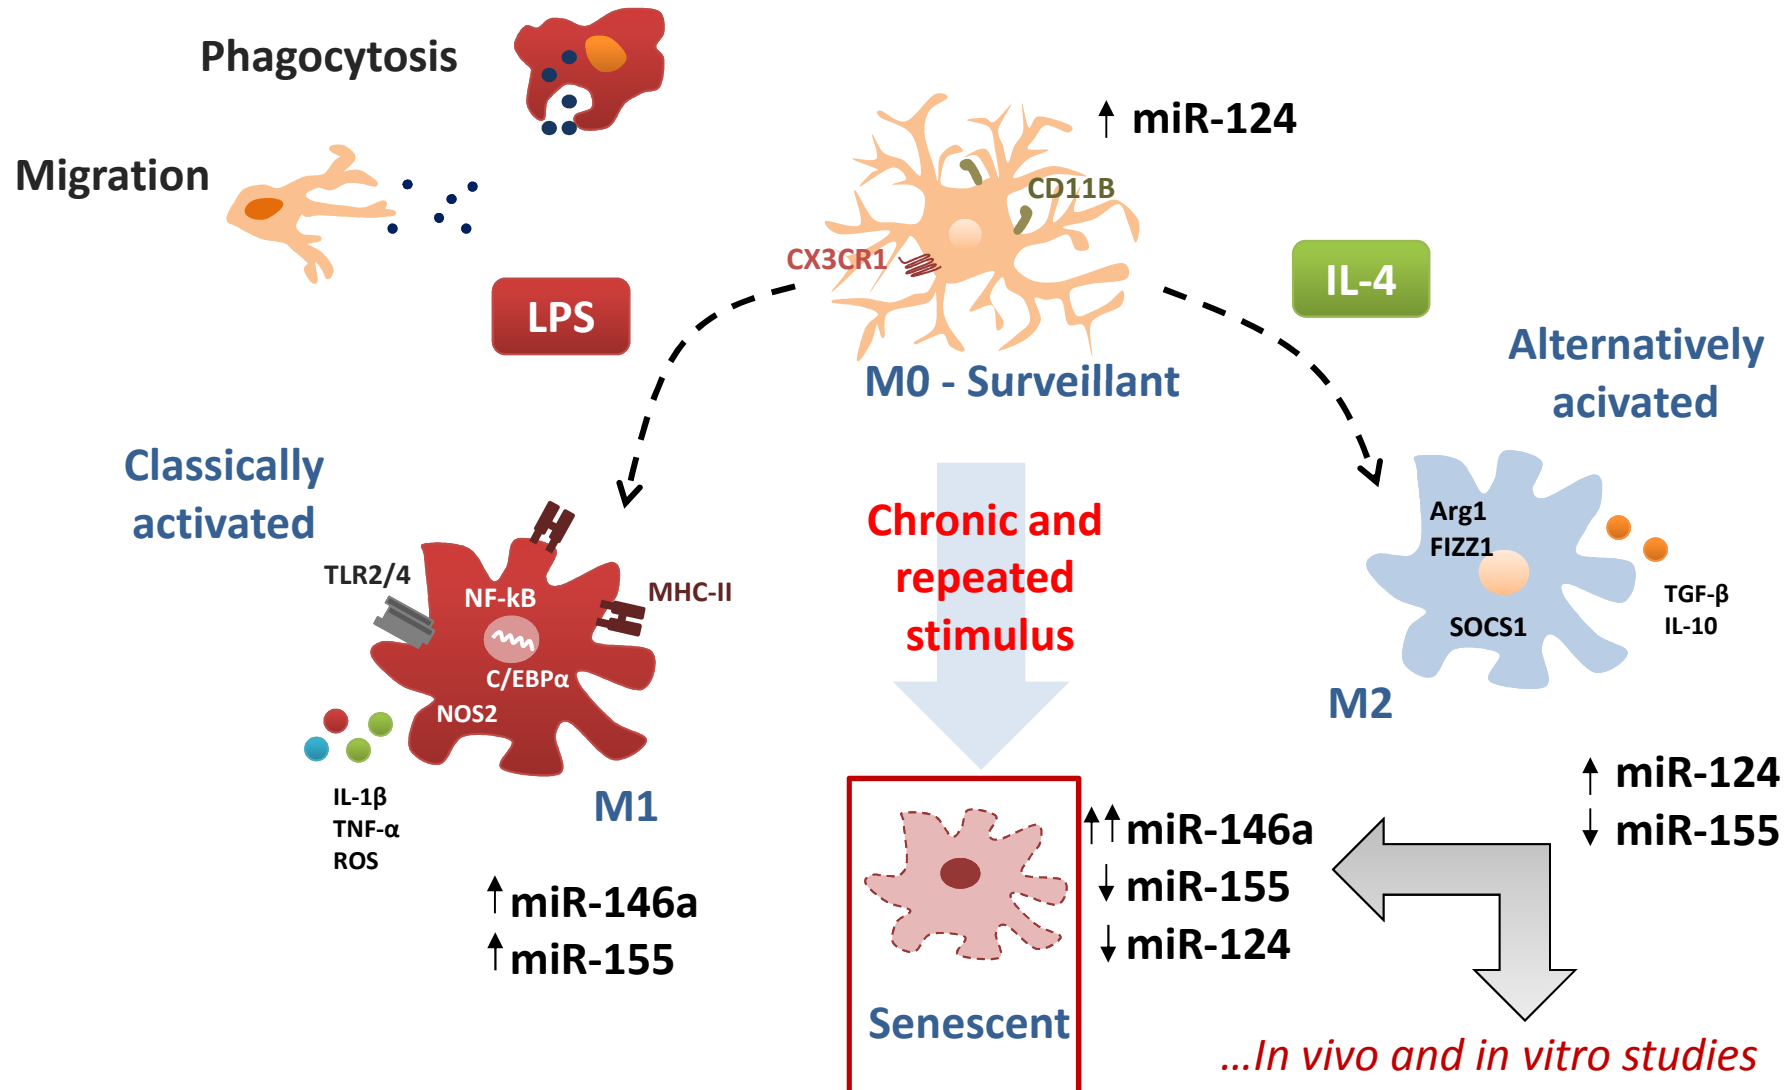 Phagocytosis
Migration
miR-124
CD11B
CX3CR1
LPS
IL-4
M0 - Surveillant
Alternatively
acivated
Classically
activated
Chronic and
repeated
stimulus
TLR2/4
NF-kB
MHC-II
C/EBPα
NOS2
IL-1β
TNF-α
ROS
M1
miR-146a
miR-155
Arg1
FIZZ1
SOCS1
TGF-β
IL-10
M2
miR-124
miR-155
miR-146a
miR-155
miR-124
Senescent
...In vivo and in vitro studies